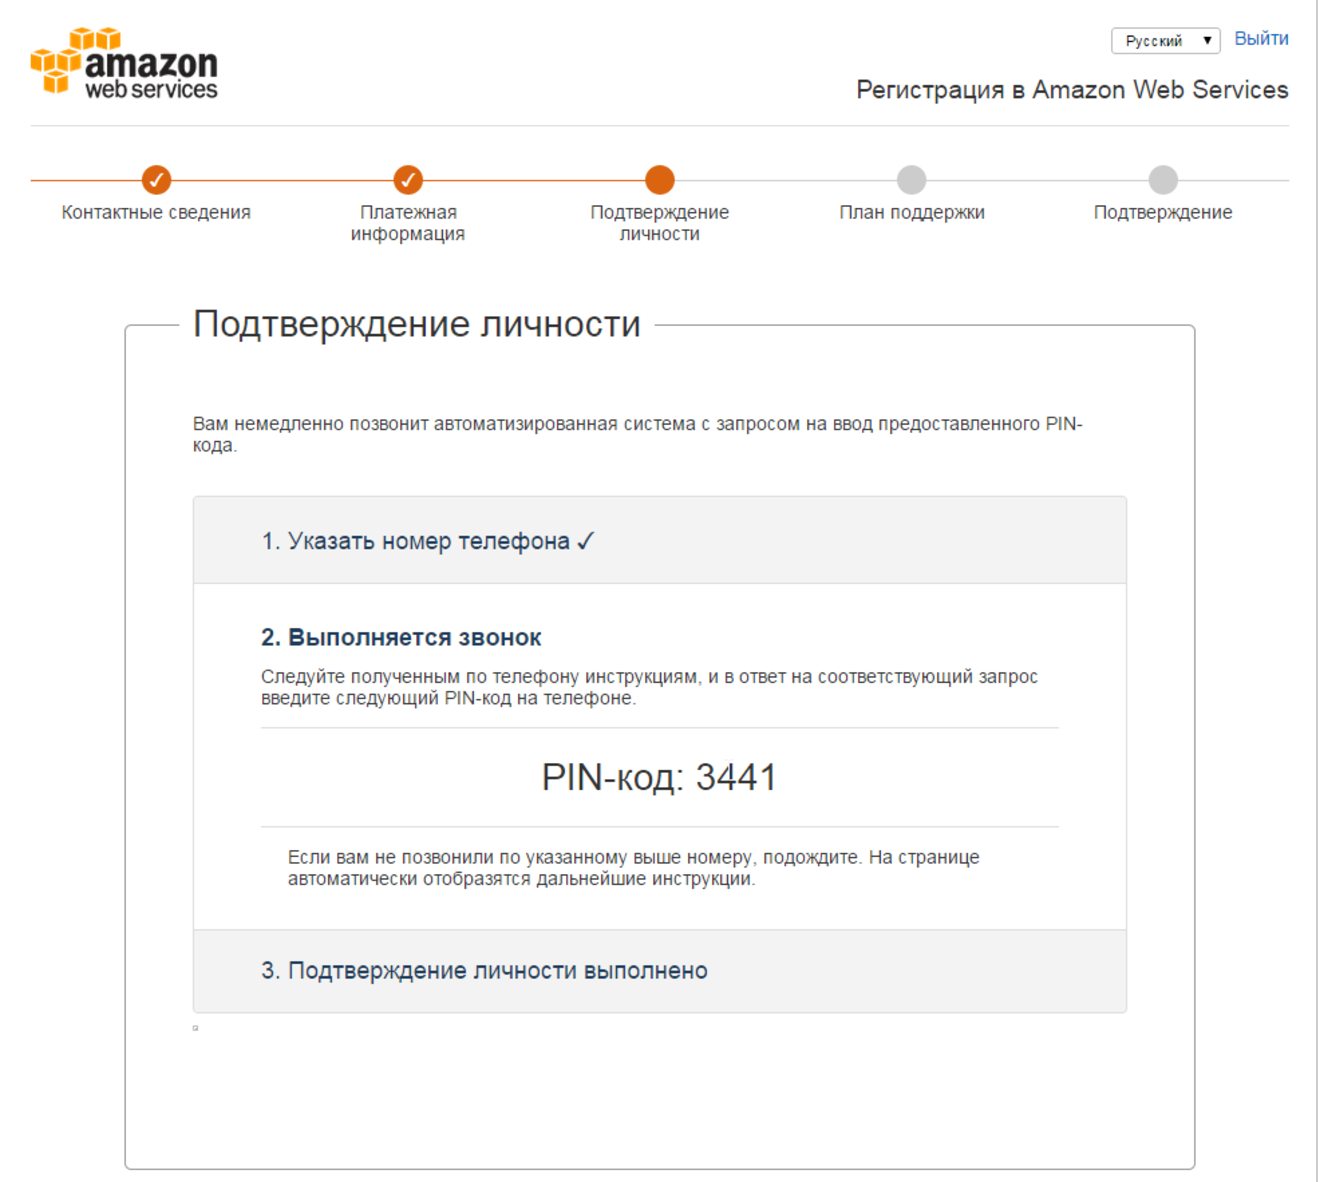 amazon
web services
Русский
Выйти
Регистрация в Amazon Web Services
Контактные сведения
Платежная
информация
Подтверждение
личности
План поддержки
Подтверждение
Подтверждение личности
Вам немедленно позвонит автоматизированная система с запросом на ввод предоставленного PIN-
кода.
1. Указать номер телефона ✓
2. Выполняется звонок
Следуйте полученным по телефону инструкциям, и в ответ на соответствующий запрос
введите следующий PIN-код на телефоне.
PIN-код: 3441
Если вам не позвонили по указанному выше номеру, подождите. На странице
автоматически отобразятся дальнейшие инструкции.
3. Подтверждение личности выполнено